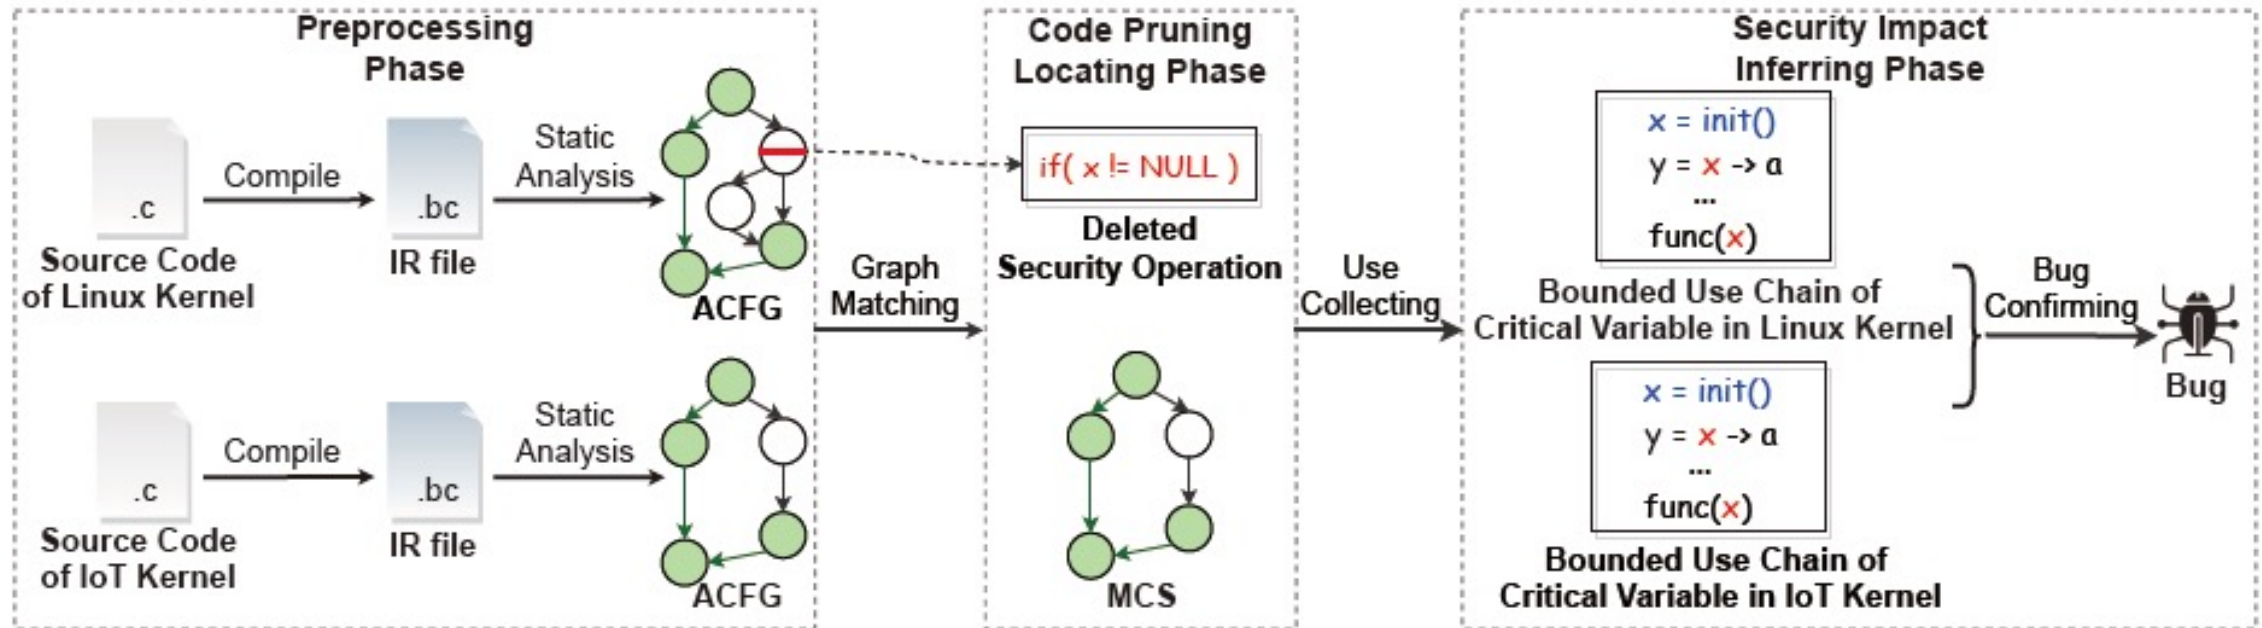 Preprocessing
Phase
.c
Source Code
of Linux Kernel
Compile
.bc
IR file
Static
Analysis
ACFG
.c
Source Code
of IoT Kernel
Compile
.bc
IR file
Static
Analysis
ACFG
Graph
Matching
Code Pruning
Locating Phase
if( x != NULL )
Deleted
Security Operation
MCS
Use
Collecting
Security Impact
Inferring Phase
x = init()
y = x -> a
...
func(x)
Bounded Use Chain of
Critical Variable in Linux Kernel
x = init()
y = x -> a
...
func(x)
Bounded Use Chain of
Critical Variable in IoT Kernel
Bug
Confirming
Bug